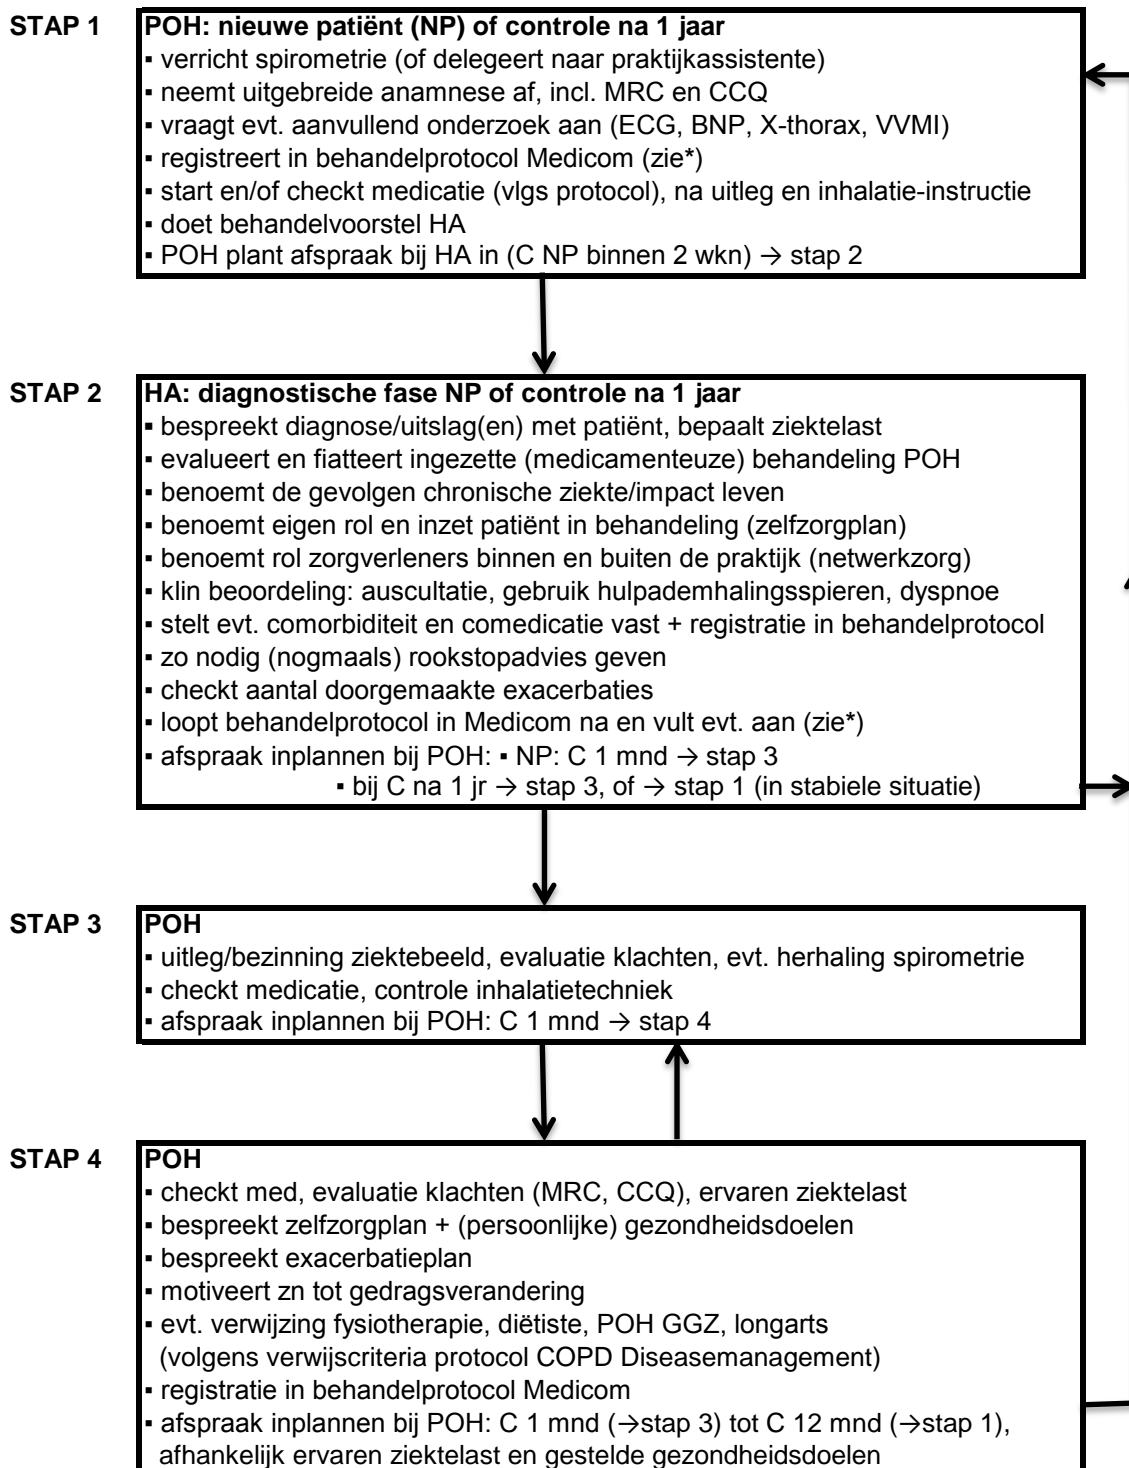 STAP 1 POH: nieuwe patiënt (NP) of controle na 1 jaar
▪ verricht spirometrie (of delegeert naar praktijkassistente)
▪ neemt uitgebreide anamnese af, incl. MRC en CCQ
▪ vraagt evt. aanvullend onderzoek aan (ECG, BNP, X-thorax, VVMI)
▪ registreert in behandelprotocol Medicom (zie*)
▪ start en/of checkt medicatie (vlgs protocol), na uitleg en inhalatie-instructie
▪ doet behandelvoorstel HA
▪ POH plant afspraak bij HA in (C NP binnen 2 wkn) → stap 2
STAP 2 HA: diagnostische fase NP of controle na 1 jaar
▪ bespreekt diagnose/uitslag(en) met patiënt, bepaalt ziektelast
▪ evalueert en fiatteert ingezette (medicamenteuze) behandeling POH
▪ benoemt de gevolgen chronische ziekte/impact leven
▪ benoemt eigen rol en inzet patiënt in behandeling (zelfzorgplan)
▪ benoemt rol zorgverleners binnen en buiten de praktijk (netwerkzorg)
▪ klin beoordeling: auscultatie, gebruik hulpademhalingsspieren, dyspnoe
▪ stelt evt. comorbiditeit en comedicatie vast + registratie in behandelprotocol
▪ zo nodig (nogmaals) rookstopadvies geven
▪ checkt aantal doorgemaakte exacerbaties
▪ loopt behandelprotocol in Medicom na en vult evt. aan (zie*)
▪ afspraak inplannen bij POH: ▪ NP: C 1 mnd → stap 3
▪ bij C na 1 jr → stap 3, of → stap 1 (in stabiele situatie)
STAP 3 POH
▪ uitleg/bezinning ziektebeeld, evaluatie klachten, evt. herhaling spirometrie
▪ checkt medicatie, controle inhalatietechniek
▪ afspraak inplannen bij POH: C 1 mnd → stap 4
STAP 4 POH
▪ checkt med, evaluatie klachten (MRC, CCQ), ervaren ziektelast
▪ bespreekt zelfzorgplan + (persoonlijke) gezondheidsdoelen
▪ bespreekt exacerbatieplan
▪ motiveert zn tot gedragsverandering
▪ evt. verwijzing fysiotherapie, diëtiste, POH GGZ, longarts
(volgens verwijscriteria protocol COPD Diseasemanagement)
▪ registratie in behandelprotocol Medicom
▪ afspraak inplannen bij POH: C 1 mnd (→stap 3) tot C 12 mnd (→stap 1),
afhankelijk ervaren ziektelast en gestelde gezondheidsdoelen